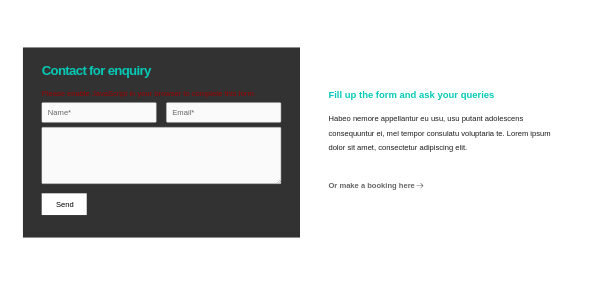 Contact for enquiry
Name*
Email*
Send
Fill up the form and ask your queries
Habeo nemore appellantur eu usu, usu putant adolescens
consequuntur ei, mel tempor consulatu voluptaria te. Lorem ipsum
dolor sit amet, consectetur adipiscing elit.
Or make a booking here